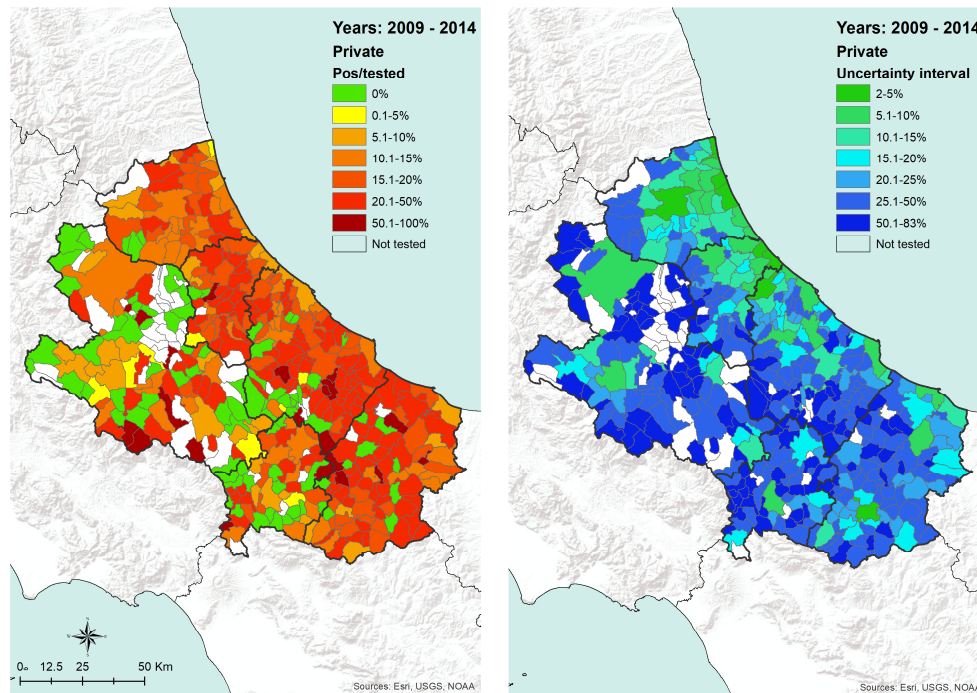 Years: 2009 - 2014
Private
Pos/tested
0%
0.1-5%
5.1-10%
10.1-15%
15.1-20%
20.1-50%
50.1-100%
Not tested
0 12.5 25 50 Km
Sources: Esri, USGS, NOAA
Years: 2009 - 2014
Private
Uncertainty interval
2-5%
5.1-10%
10.1-15%
15.1-20%
20.1-25%
25.1-50%
50.1-83%
Not tested
Sources: Esri, USGS, NOAA